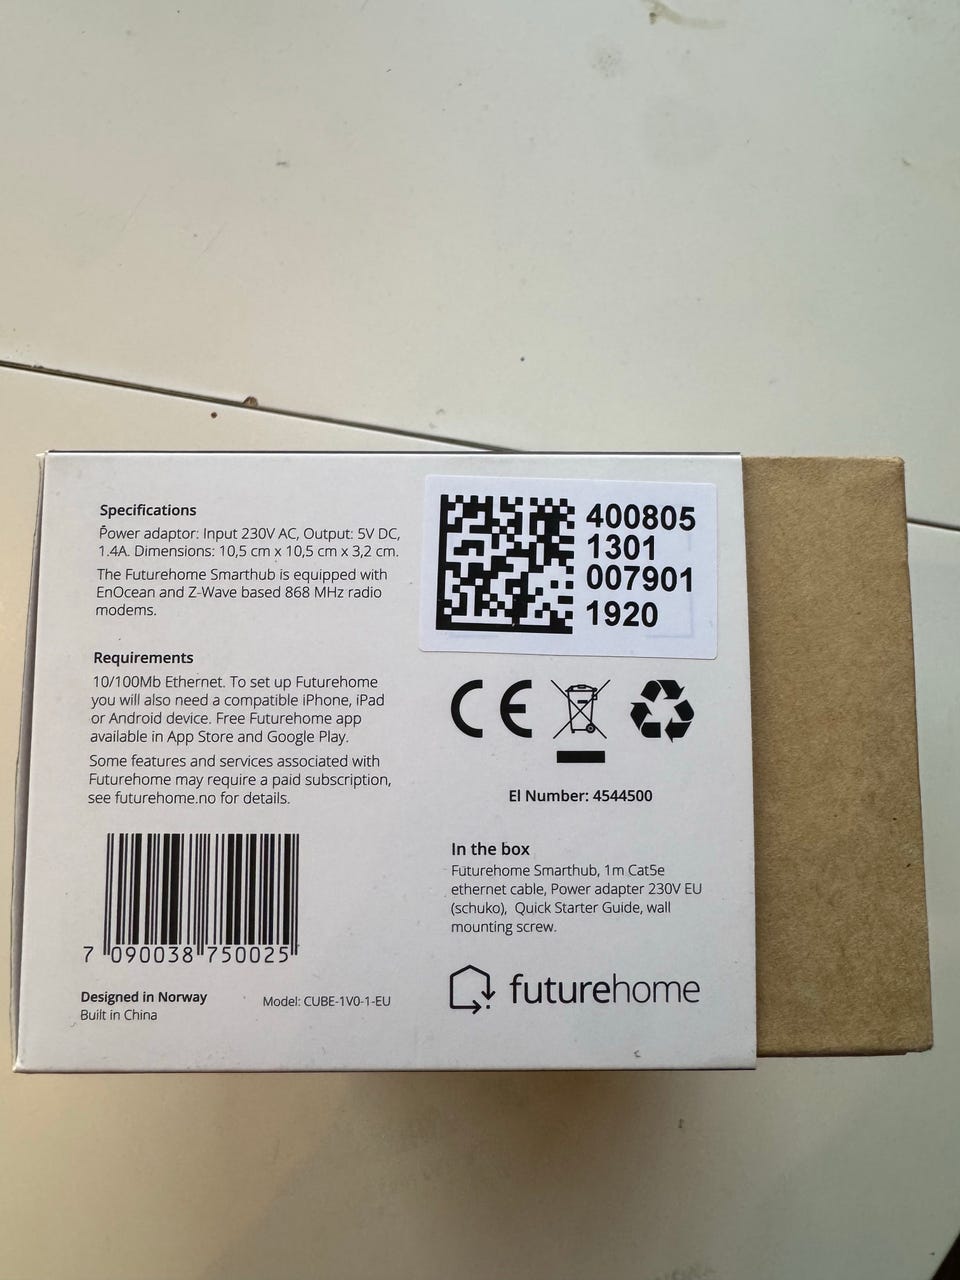 Specifications
Power adaptor: Input 230V AC, Output: 5V DC,
1.4A. Dimensions: 10,5 cm x 10,5 cm x 3,2 cm.
The Futurehome Smarthub is equipped with
EnOcean and Z-Wave based 868 MHz radio
modems.
Requirements
10/100Mb Ethernet. To set up Futurehome
you will also need a compatible iPhone, iPad
or Android device. Free Futurehome app
available in App Store and Google Play.
Some features and services associated with
Futurehome may require a paid subscription,
see futurehome.no for details.
7 090038 750025
Designed in Norway
Built in China
Model: CUBE-1V0-1-EU
400805
1301
007901
1920
CE
El Number: 4544500
In the box
Futurehome Smarthub, 1m Cat5e
ethernet cable, Power adapter 230V EU
(schuko), Quick Starter Guide, wall
mounting screw.
futurehome